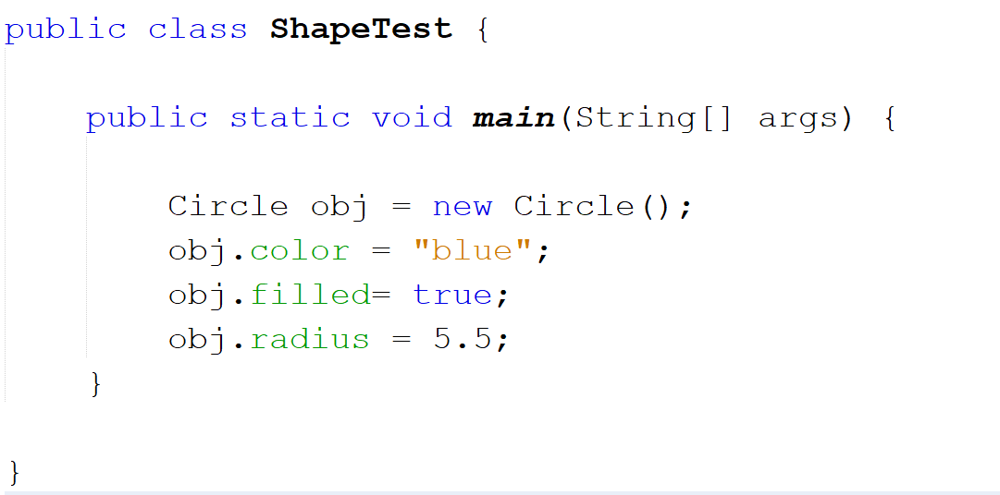 public class ShapeTest {
public static void main(String[] args) {
Circle obj = new Circle();
obj.color = "blue";
obj.filled= true;
obj.radius = 5.5;
}
}